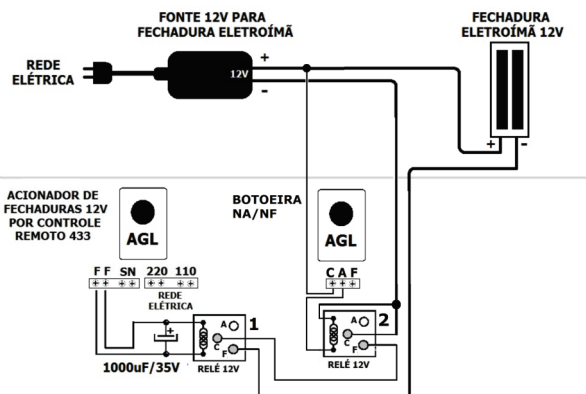 FONTE 12V PARA
FECHADURA ELETROÍMÃ
FECHADURA
ELETROÍMÃ 12V
REDE
ELÉTRICA
12V
+
-
+ -
ACIONADOR DE
FECHADURAS 12V
POR CONTROLE
REMOTO 433
AGL
BOTOEIRA
NA/NF
AGL
F F SN 220 110
REDE
ELÉTRICA
C A F
+
1000uF/35V
A
C
F
1
RELÉ 12V
A
C
F
2
RELÉ 12V